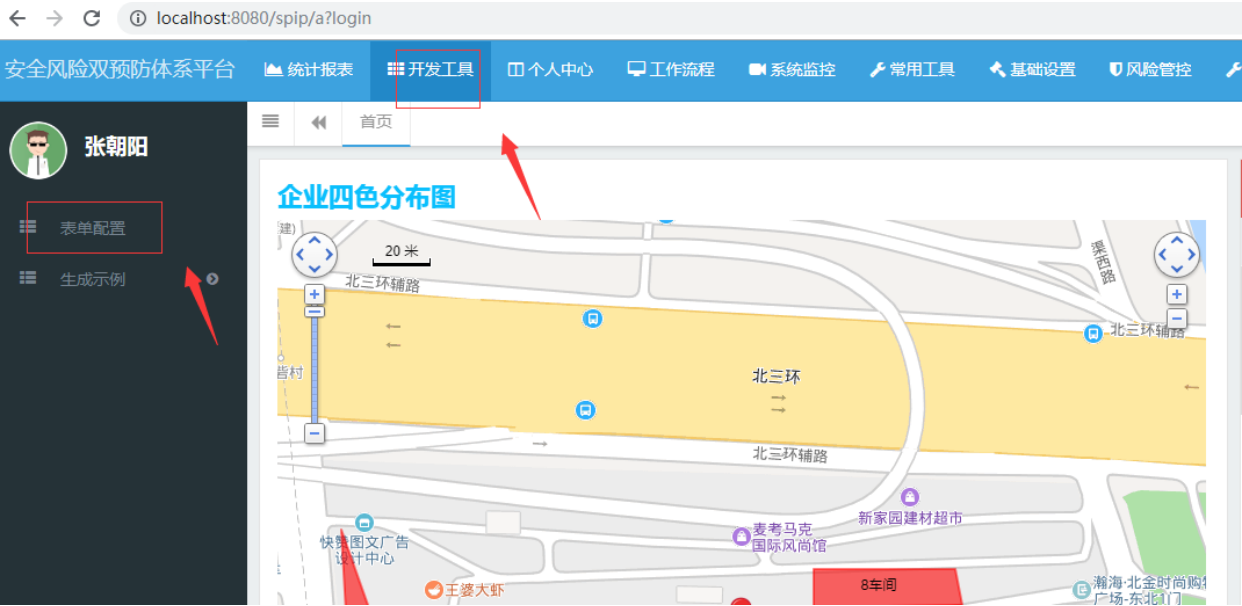 localhost:8080/spip/a?login
安全风险双预防体系平台
统计报表
开发工具
个人中心
工作流程
系统监控
常用工具
基础设置
风险管控
首页
张朝阳
表单配置
生成示例
企业四色分布图
建)
20 米
渠西路
北三环辅路
北三环辅路
北三环
北三环辅路
新家园建材超市
麦考马克
国际风尚馆
快赞图文广告
设计中心
王婆大虾
8车间
瀚海·北金时尚购
广场-东北1门